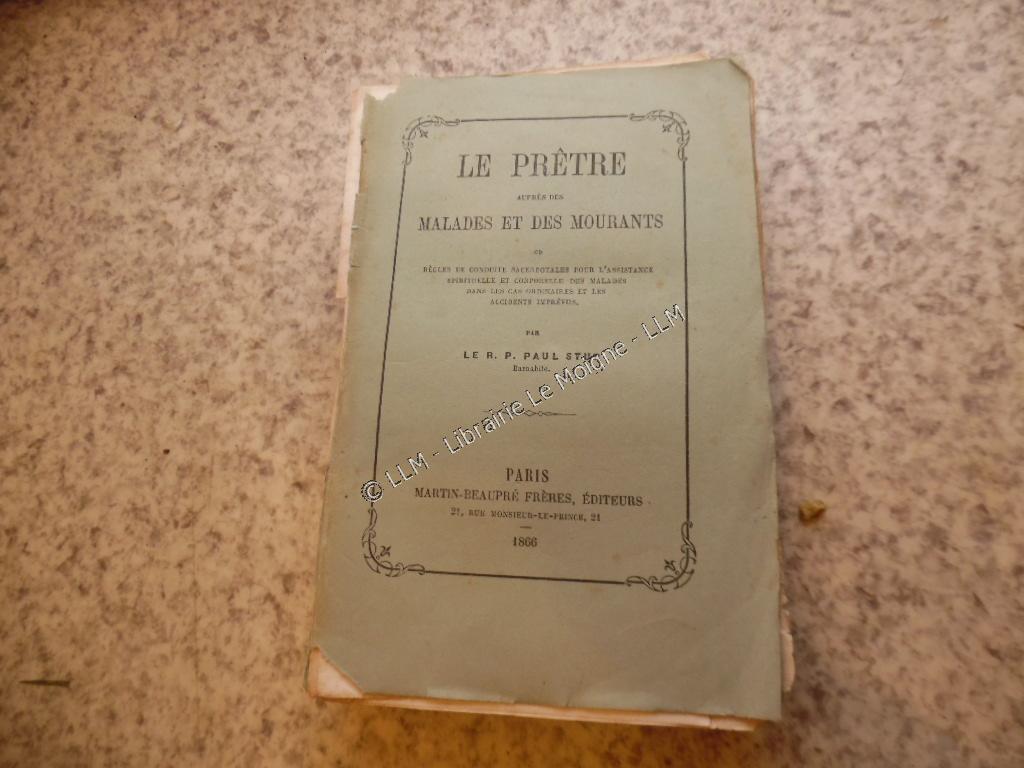 LE PRÊTRE
AUPRÈS DES
MALADES ET DES MOURANTS
OU
RÈGLES DE CONDUITE SACERDOTALES POUR L'ASSISTANCE
SPIRITUELLE ET CORPORELLE DES MALADES
DANS LES CAS ORDINAIRES ET LES
ACCIDENTS IMPRÉVUS.
PAR
LE R. P. PAUL
Barnabite.
PARIS
MARTIN-BEAUPRÉ FRÈRES, ÉDITEURS
21, RUE MONSIEUR-LE-PRINCE, 21
1866
© LLM - Librairie Le Moigne - LLM